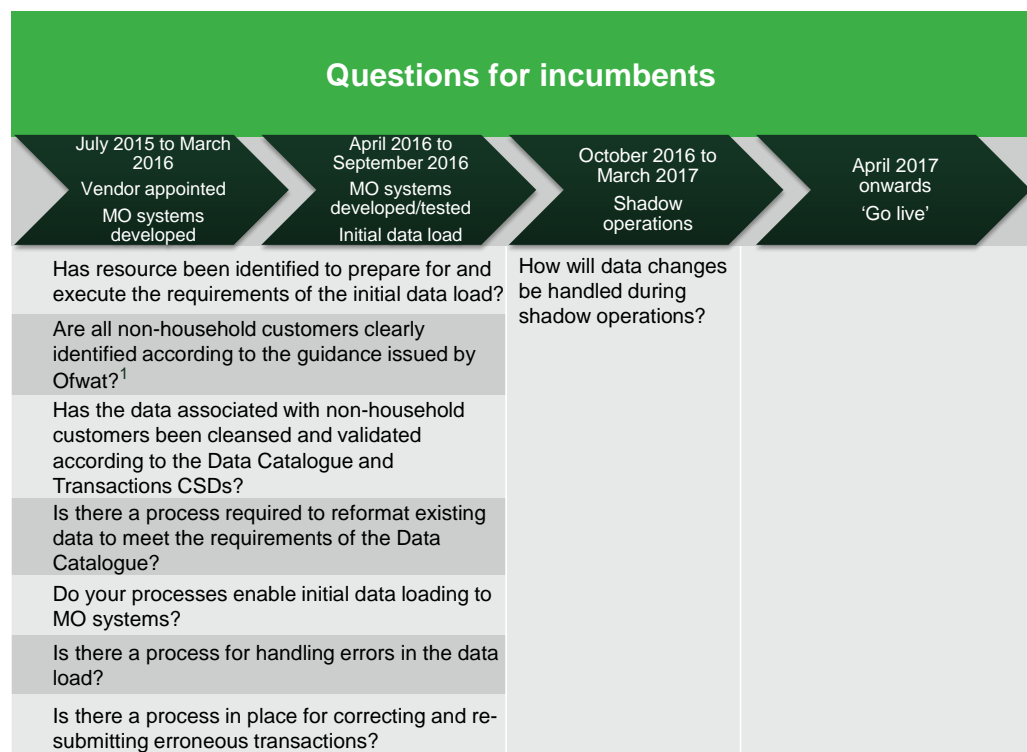 Questions for incumbents
July 2015 to March
2016
Vendor appointed
MO systems
developed
April 2016 to
September 2016
MO systems
developed/tested
Initial data load
October 2016 to
March 2017
Shadow
operations
April 2017
onwards
‘Go live’
Has resource been identified to prepare for and
execute the requirements of the initial data load?
Are all non-household customers clearly
identified according to the guidance issued by
Ofwat?1
Has the data associated with non-household
customers been cleansed and validated
according to the Data Catalogue and
Transactions CSDs?
Is there a process required to reformat existing
data to meet the requirements of the Data
Catalogue?
Do your processes enable initial data loading to
MO systems?
Is there a process for handling errors in the data
load?
Is there a process in place for correcting and re-
submitting erroneous transactions?
How will data changes
be handled during
shadow operations?